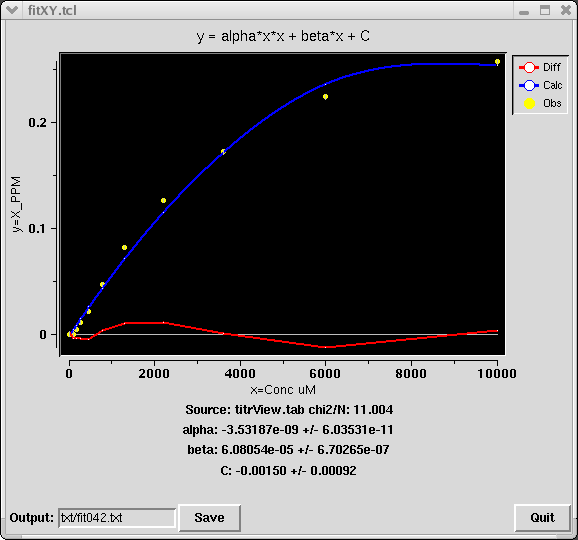 fitXY.tcl
y = alpha*x*x + beta*x + C
Diff
Calc
Obs
y=X_PPM
0.2
0.1
0
0 2000 4000 6000 8000 10000
x=Conc uM
Source: titrView.tab chi2/N: 11.004
alpha: -3.53187e-09 +/- 6.03531e-11
beta: 6.08054e-05 +/- 6.70265e-07
C: -0.00150 +/- 0.00092
Output: txt/fit042.txt Save Quit